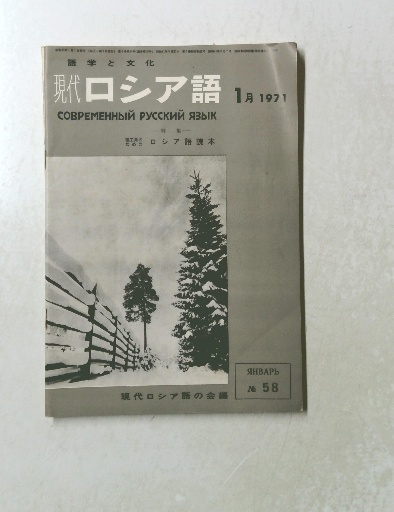 語学と文化
現代ロシア語
1月 1971
СОВРЕМЕННЫЙ РУССКИЙ ЯЗЫК
特集
ロシア語読本
ЯНВАРЬ
№ 58
現代ロシア語の会編